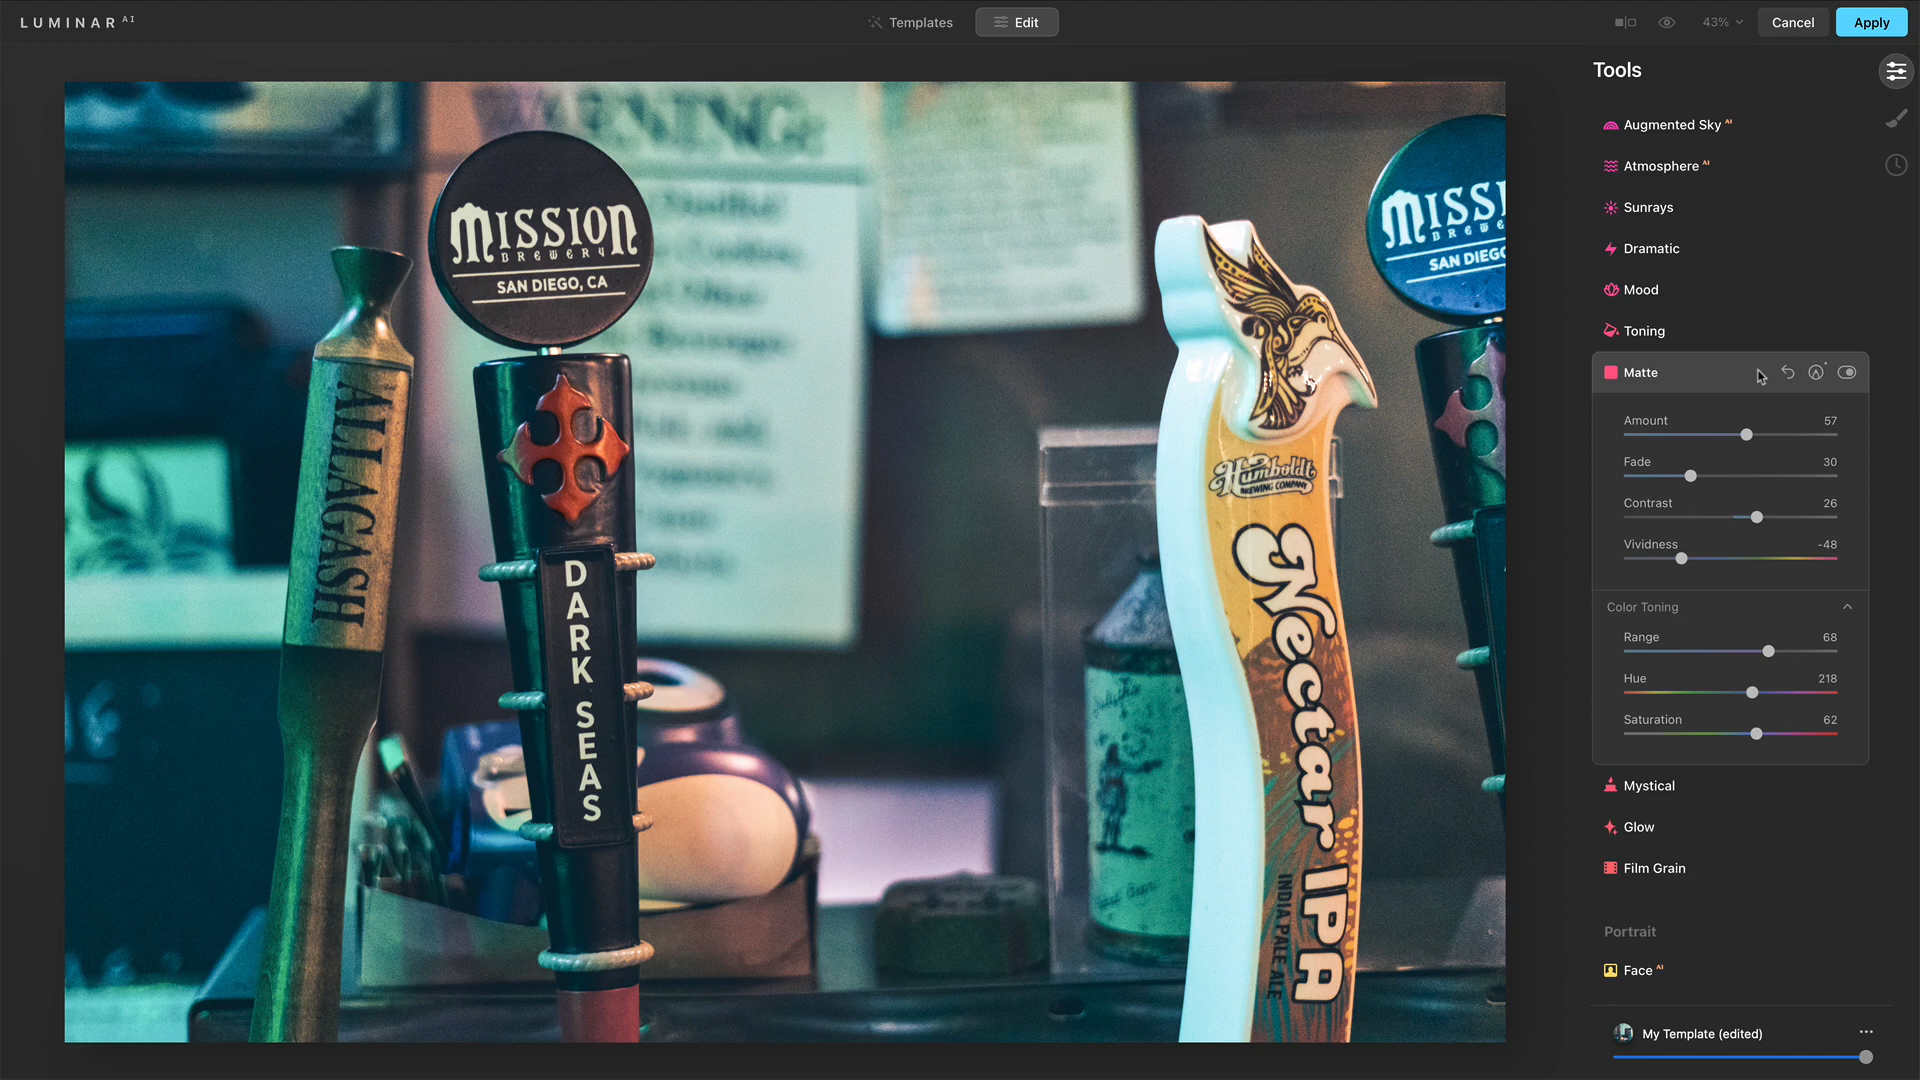 LUMINAR AI
Templates
Edit
43%
Cancel
Apply
Tools
Augmented Sky AI
Atmosphere AI
Sunrays
Dramatic
Mood
Toning
Matte
Amount 57
Fade 30
Contrast 26
Vividness -48
Color Toning
Range 68
Hue 218
Saturation 62
Mystical
Glow
Film Grain
Portrait
Face AI
My Template (edited)
WARNING:
ALLAGASH
MISSION
BREWERY
SAN DIEGO, CA
DARK SEAS
Humboldt
BREWING COMPANY
Nectar IPA
INDIA PALE ALE
MISSI
BREWE
SAN DIEGO